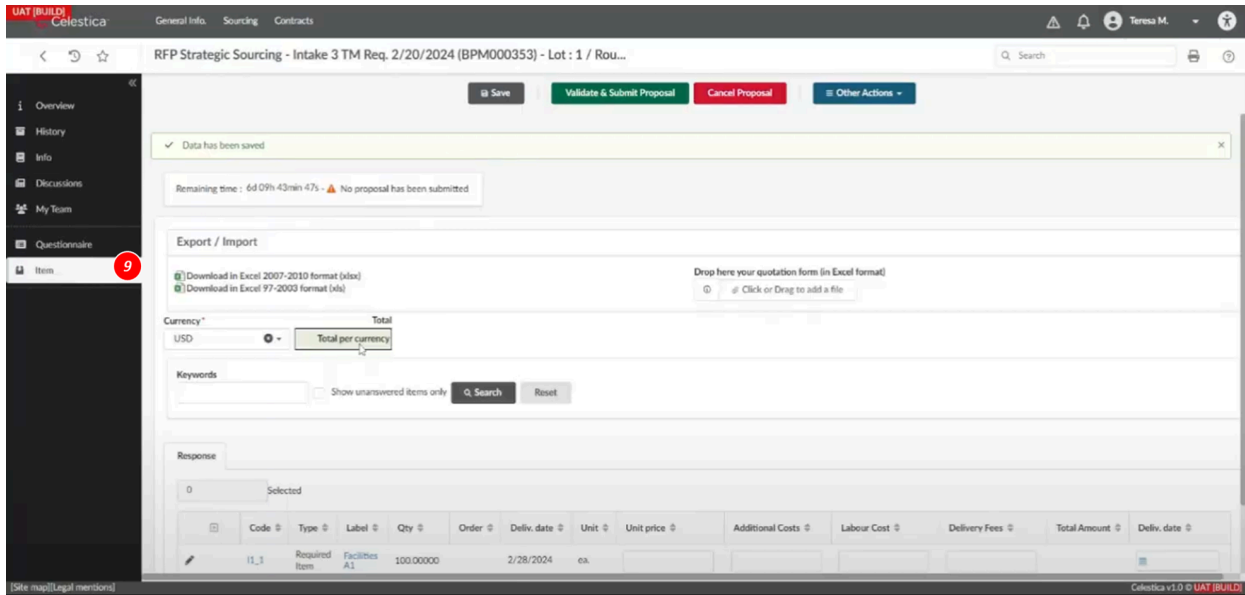 UAT [BUILD]
Celestica
General Info. Sourcing Contracts
Teresa M.
RFP Strategic Sourcing - Intake 3 TM Req. 2/20/2024 (BPM000353) - Lot : 1 / Rou...
Search
Save
Validate & Submit Proposal
Cancel Proposal
Other Actions
Overview
History
Info
Discussions
My Team
Questionnaire
Item
9
Data has been saved
Remaining time : 6d 09h 43min 47s - No proposal has been submitted
Export / Import
Download in Excel 2007-2010 format (xlsx)
Download in Excel 97-2003 format (xls)
Drop here your quotation form (in Excel format)
Click or Drag to add a file
Currency* Total
USD Total per currency
Keywords
Show unanswered items only Search Reset
Response
0 Selected
Code Type Label Qty Order Deliv. date Unit Unit price Additional Costs Labour Cost Delivery Fees Total Amount Deliv. date
I1_1 Required Item Facilities A1 100.00000 2/28/2024 ea.
[Site map][Legal mentions]
Celestica v1.0 © UAT [BUILD]